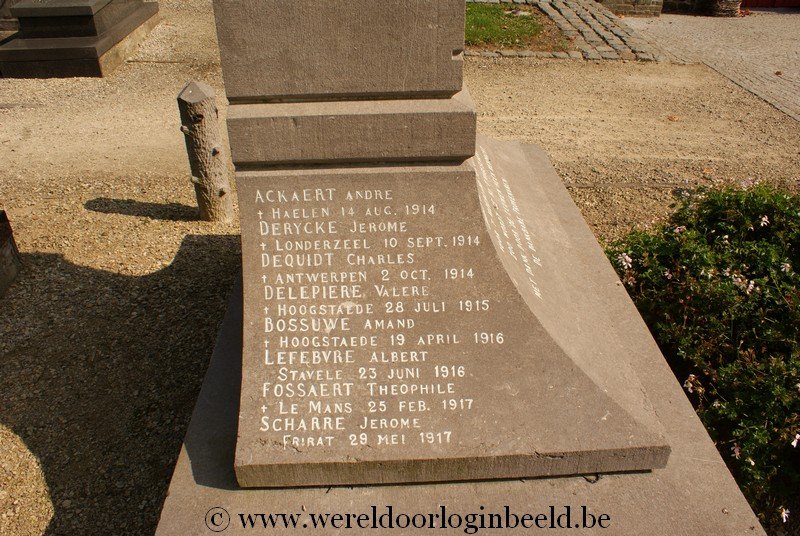 ACKAERT ANDRE
† HAELEN 14 AUG. 1914
DERYCKE JEROME
† LONDERZEEL 10 SEPT. 1914
DEQUIDT CHARLES
† ANTWERPEN 2 OCT. 1914
DELEPIERE VALERE
† HOOGSTAEDE 28 JULI 1915
BOSSUWE AMAND
† HOOGSTAEDE 19 APRIL 1916
LEFEBVRE ALBERT
STAVELE 23 JUNI 1916
FOSSAERT THEOPHILE
† LE MANS 25 FEB. 1917
SCHARRE JEROME
FRIRAT 29 MEI 1917
© www.wereldoorloginbeeld.be